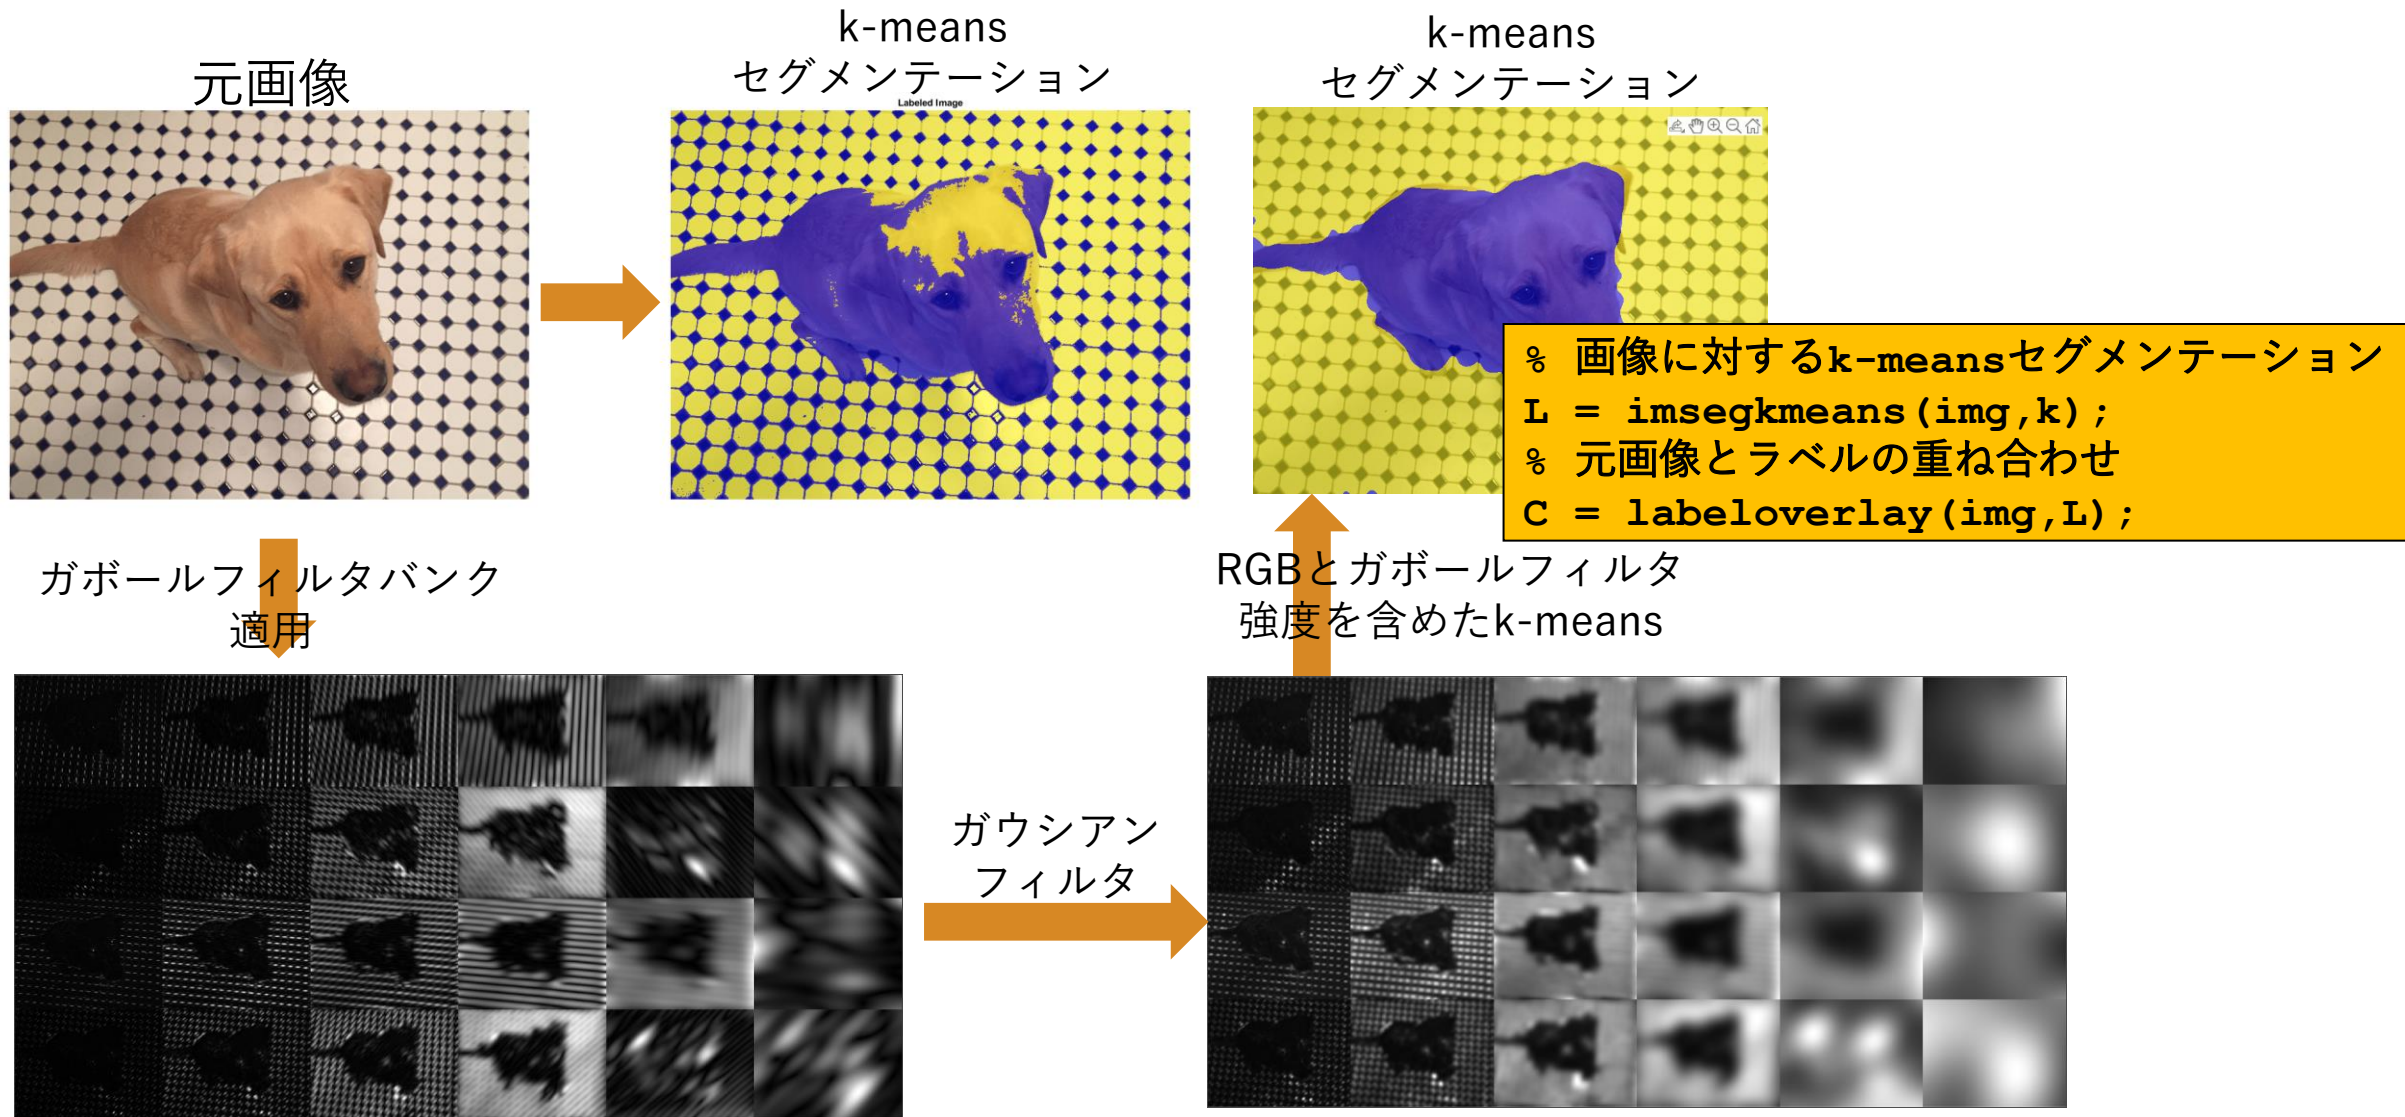 元画像
k-means
セグメンテーション
Labeled Image
k-means
セグメンテーション
% 画像に対するk-meansセグメンテーション
L = imsegkmeans(img,k);
% 元画像とラベルの重ね合わせ
C = labeloverlay(img,L);
ガボールフィルタバンク
適用
RGBとガボールフィルタ
強度を含めたk-means
ガウシアン
フィルタ